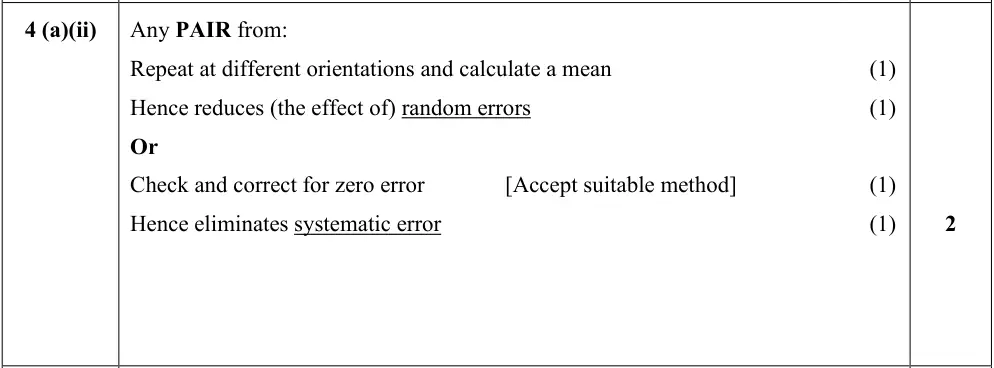 4 (a)(ii) Any PAIR from:
Repeat at different orientations and calculate a mean (1)
Hence reduces (the effect of) random errors (1)
Or
Check and correct for zero error [Accept suitable method] (1)
Hence eliminates systematic error (1) 2